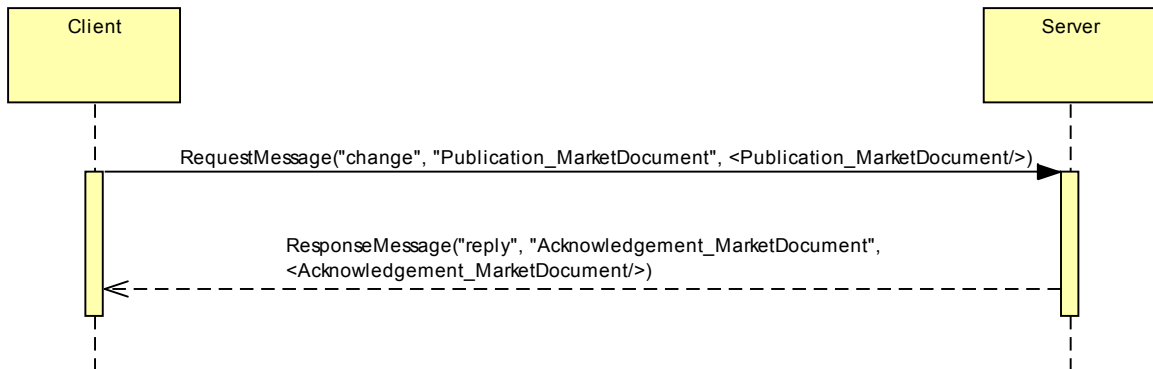 Client
Server
RequestMessage("change", "Publication_MarketDocument", <Publication_MarketDocument/>)
ResponseMessage("reply", "Acknowledgement_MarketDocument",
<Acknowledgement_MarketDocument/>)